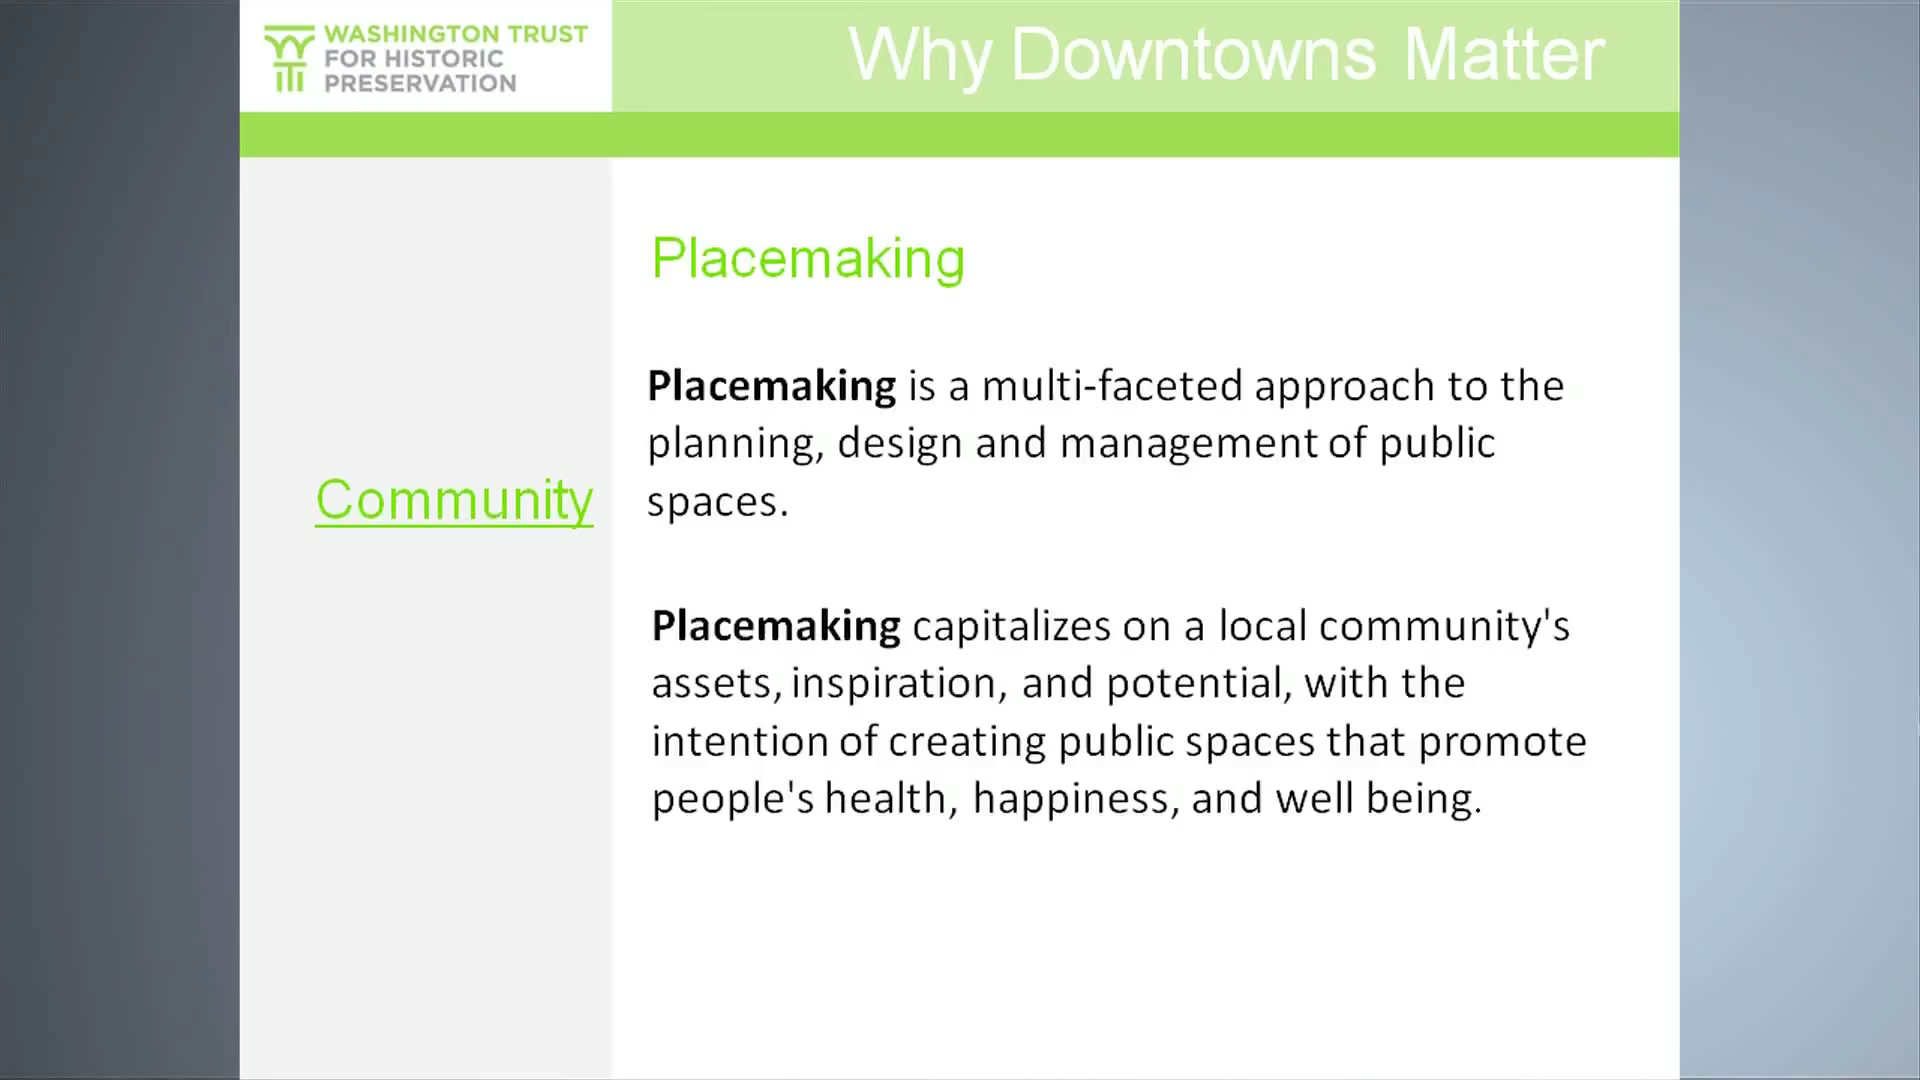 WASHINGTON TRUST
FOR HISTORIC
PRESERVATION
Why Downtowns Matter
Community
Placemaking
Placemaking is a multi-faceted approach to the
planning, design and management of public
spaces.
Placemaking capitalizes on a local community's
assets, inspiration, and potential, with the
intention of creating public spaces that promote
people's health, happiness, and well being.